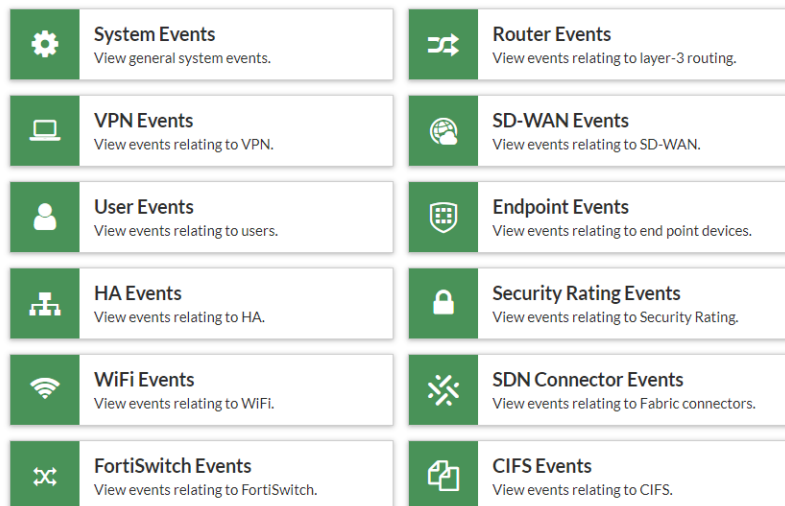 System Events
View general system events.
Router Events
View events relating to layer-3 routing.
VPN Events
View events relating to VPN.
SD-WAN Events
View events relating to SD-WAN.
User Events
View events relating to users.
Endpoint Events
View events relating to end point devices.
HA Events
View events relating to HA.
Security Rating Events
View events relating to Security Rating.
WiFi Events
View events relating to WiFi.
SDN Connector Events
View events relating to Fabric connectors.
FortiSwitch Events
View events relating to FortiSwitch.
CIFS Events
View events relating to CIFS.